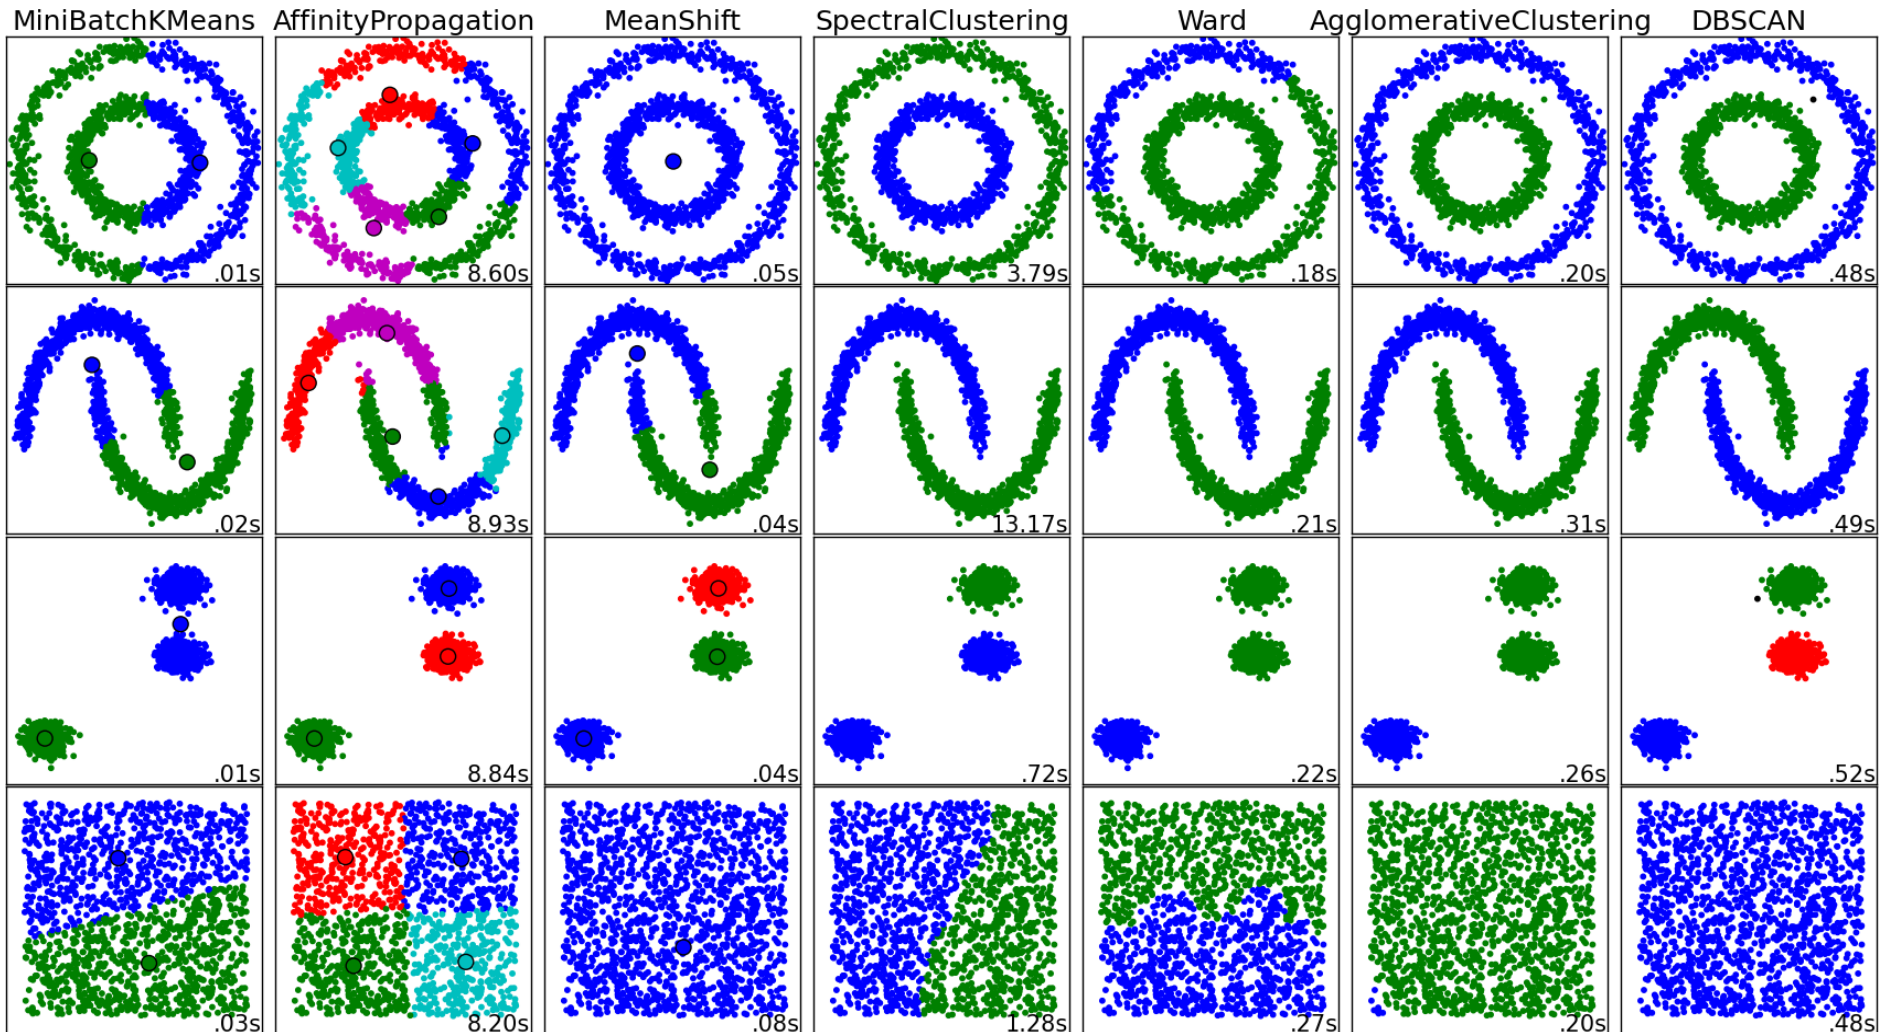 MiniBatchKMeans AffinityPropagation MeanShift SpectralClustering Ward AgglomerativeClustering DBSCAN
.01s 8.60s .05s 3.79s .18s .20s .48s
.02s 8.93s .04s 13.17s .21s .31s .49s
.01s 8.84s .04s .72s .22s .26s .52s
.03s 8.20s .08s 1.28s .27s .20s .48s